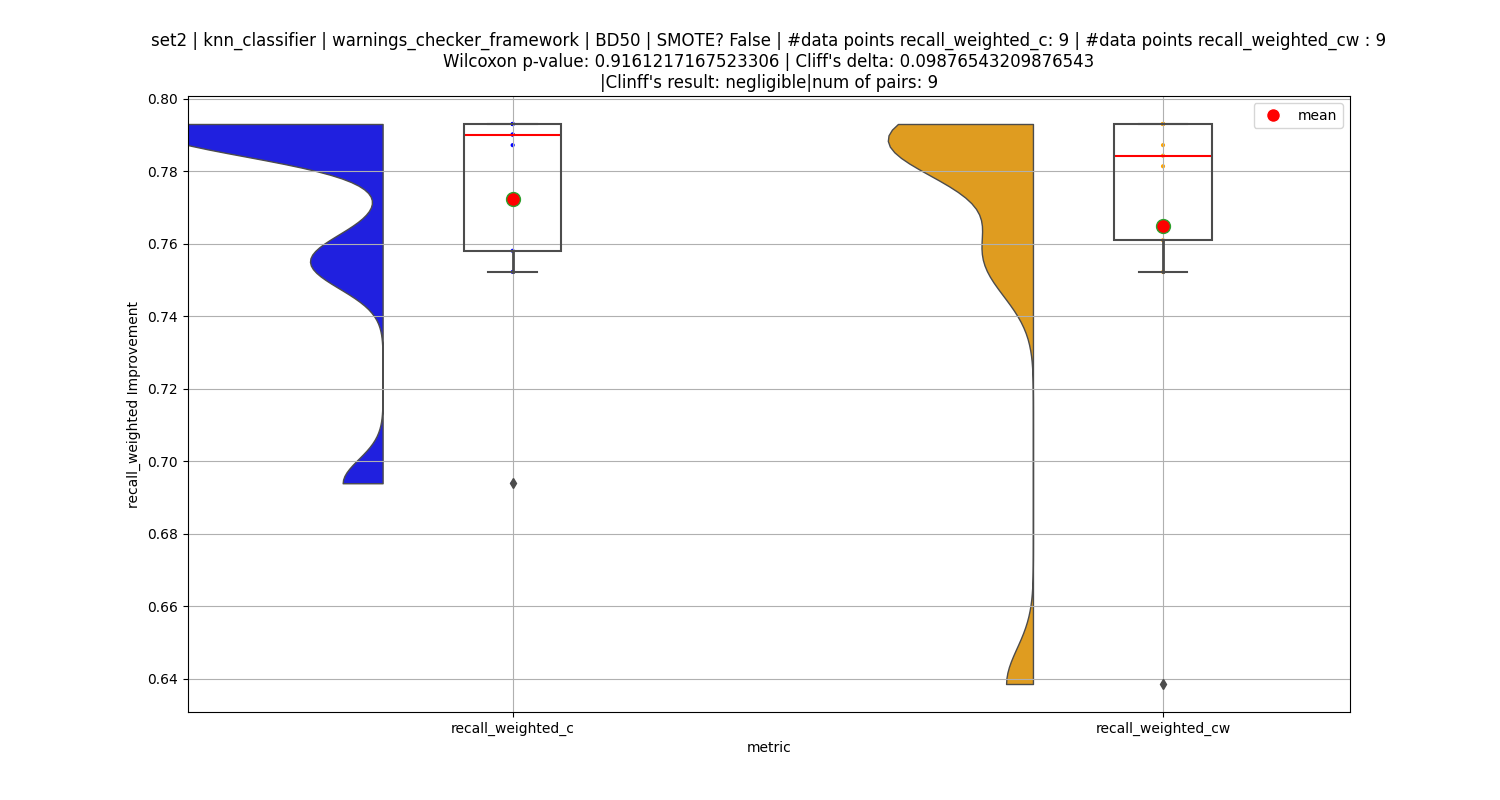 set2 | knn_classifier | warnings_checker_framework | BD50 | SMOTE? False | #data points recall_weighted_c: 9 | #data points recall_weighted_cw : 9
Wilcoxon p-value: 0.9161217167523306 | Cliff's delta: 0.09876543209876543
|Clinff's result: negligible|num of pairs: 9
mean
0.80
0.78
0.76
0.74
0.72
0.70
0.68
0.66
0.64
recall_weighted Improvement
recall_weighted_c
recall_weighted_cw
metric